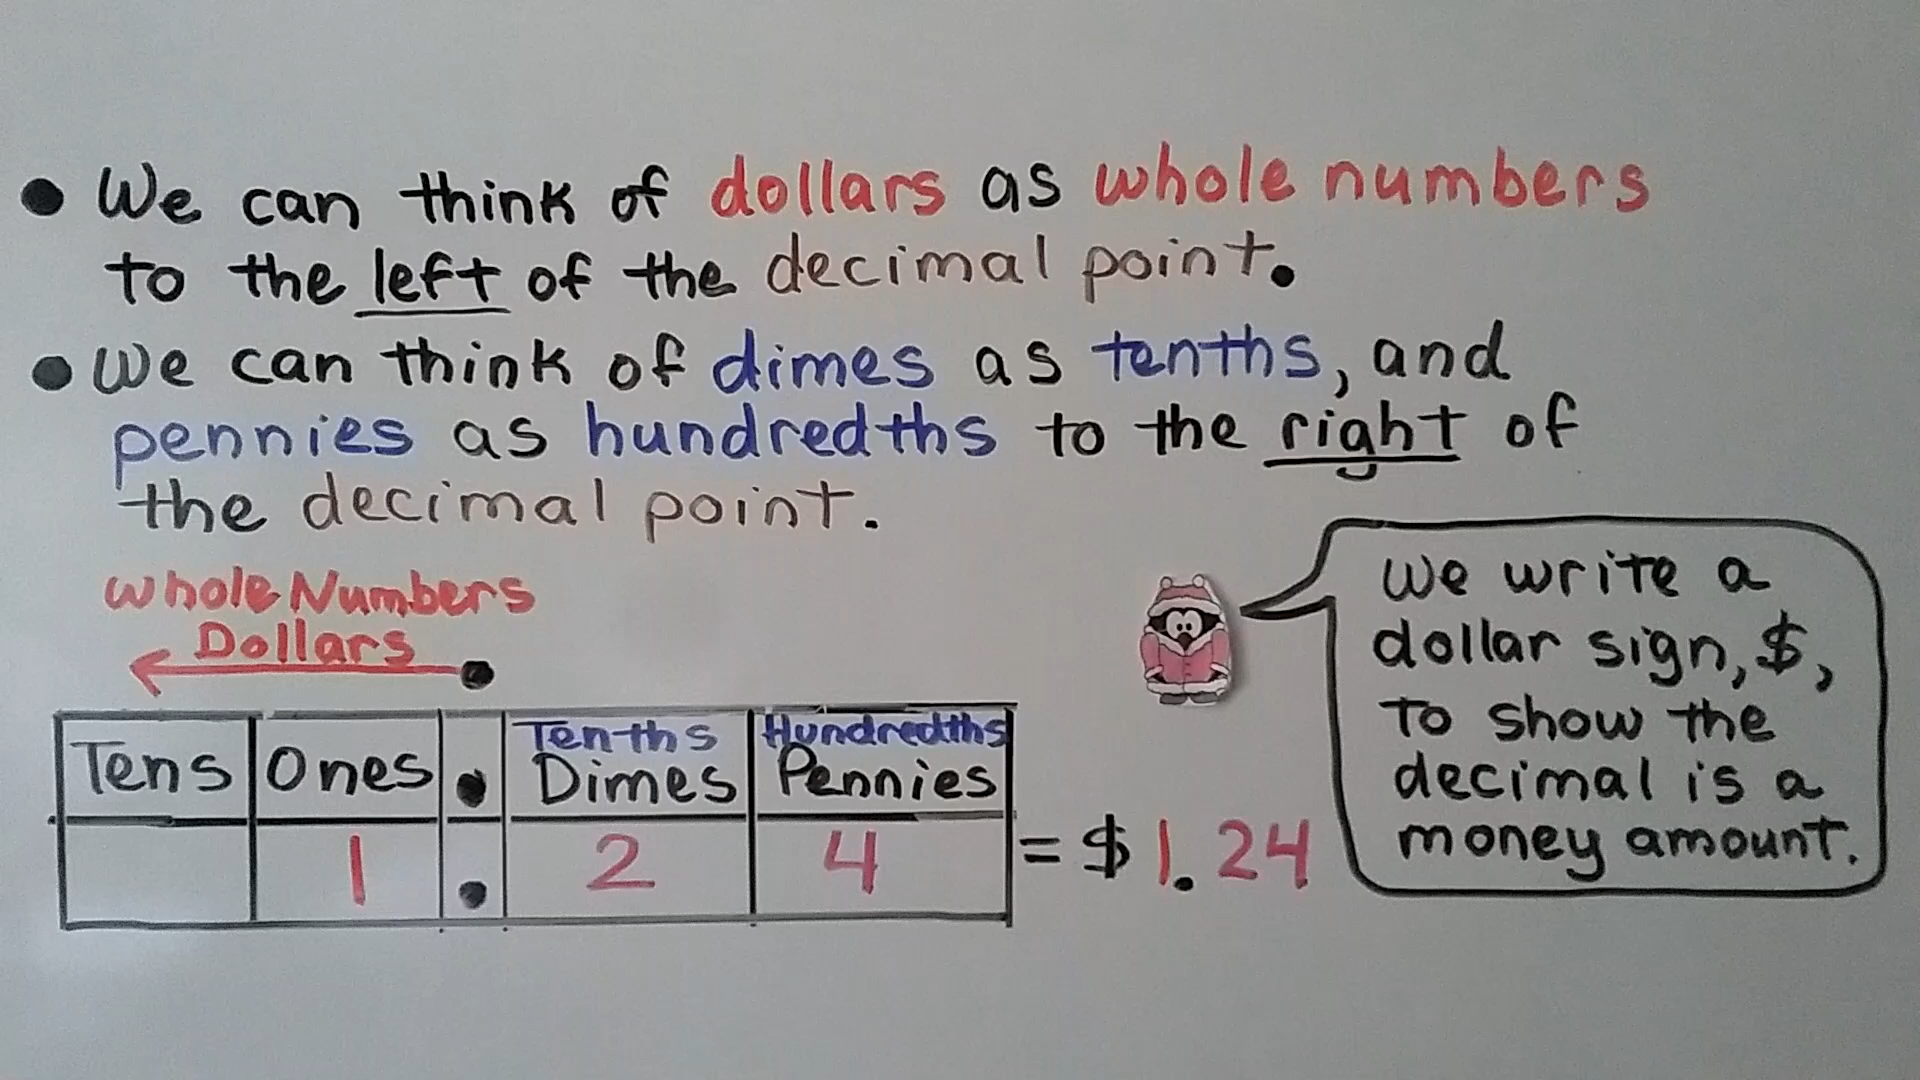 • We can think of dollars as whole numbers
to the left of the decimal point.
• We can think of dimes as tenths, and
pennies as hundredths to the right of
the decimal point.
Whole Numbers
Dollars
Tens Ones . Tenths Dimes Hundredths Pennies
1 . 2 4 = $ 1.24
We write a
dollar sign, $,
to show the
decimal is a
money amount.